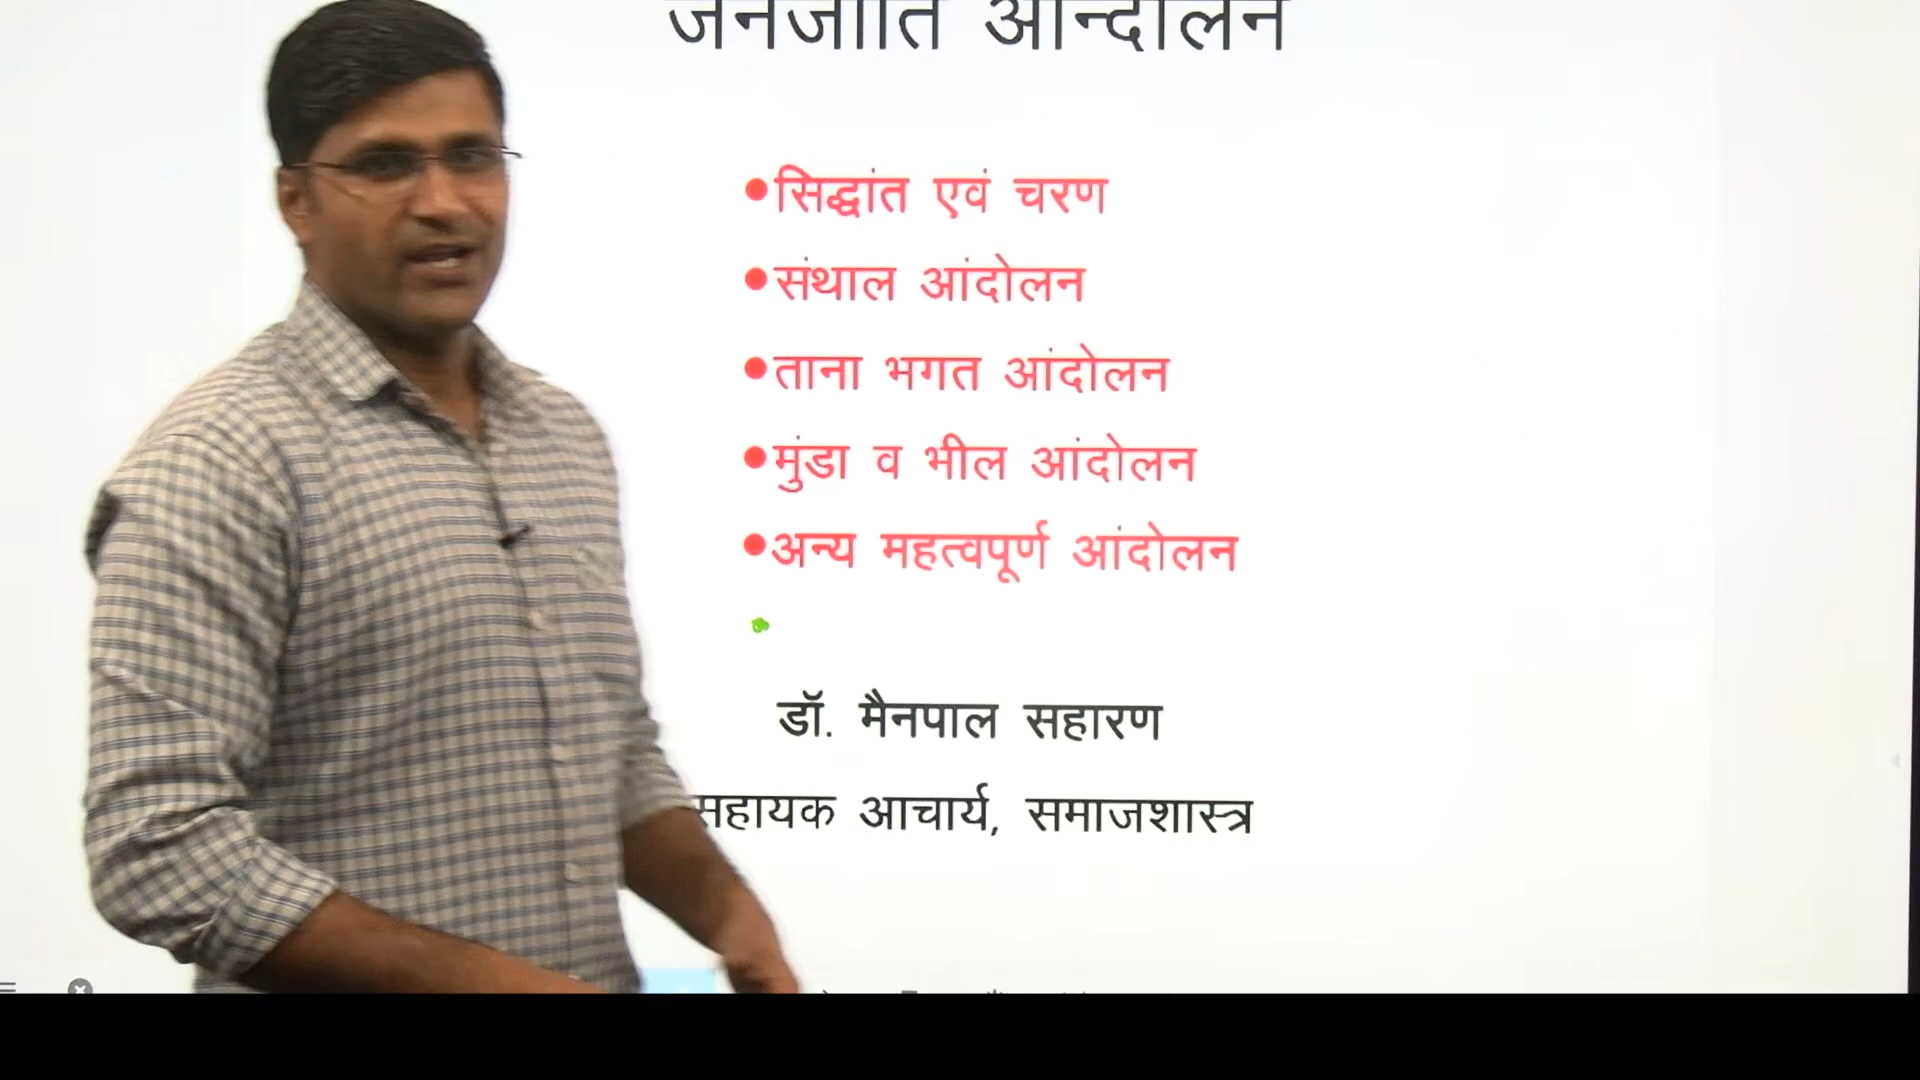 जनजाति आन्दोलन
•सिद्धांत एवं चरण
•संथाल आंदोलन
•ताना भगत आंदोलन
•मुंडा व भील आंदोलन
•अन्य महत्वपूर्ण आंदोलन
डॉ. मैनपाल सहारण
सहायक आचार्य, समाजशास्त्र